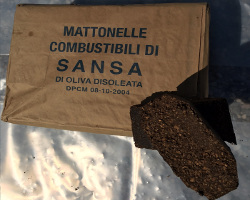 MATTONELLE
COMBUSTIBILI DI
SANSA
DI OLIVA DISOLEATA
DPCM 08-10-2004